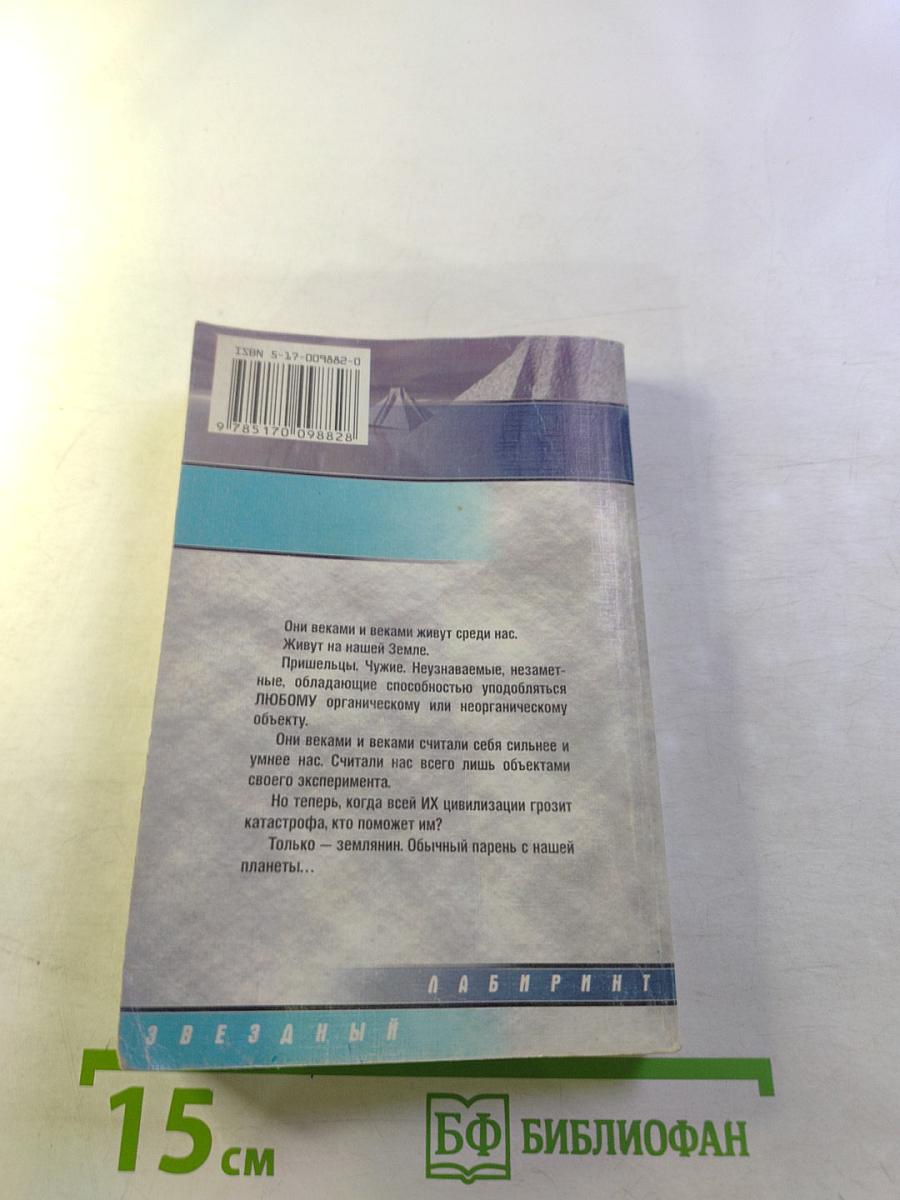 ISBN 5-17-009882-0
9 785170 098828
Они веками и веками живут среди нас.
Живут на нашей Земле.
Пришельцы. Чужие. Неузнаваемые, незамет-
ные, обладающие способностью уподобляться
ЛЮБОМУ органическому или неорганическому
объекту.
Они веками и веками считали себя сильнее и
умнее нас. Считали нас всего лишь объектами
своего эксперимента.
Но теперь, когда всей ИХ цивилизации грозит
катастрофа, кто поможет им?
Только — землянин. Обычный парень с нашей
планеты...
ЛАБИРИНТ
ЗВЕЗДНЫЙ
15 см
БФ БИБЛИОФАН